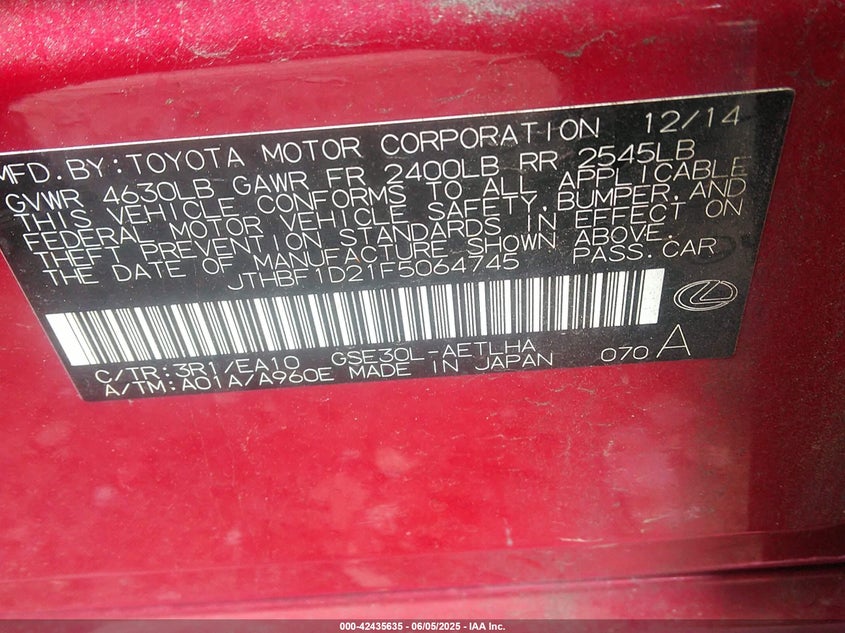 MFD. BY: TOYOTA MOTOR CORPORATION 12/14
GVWR 4630LB GAWR FR 2400LB RR 2545LB
THIS VEHICLE CONFORMS TO ALL APPLICABLE
FEDERAL MOTOR VEHICLE SAFETY, BUMPER, AND
THEFT PREVENTION STANDARDS IN EFFECT ON
THE DATE OF MANUFACTURE SHOWN ABOVE.
JTHBF1D21F5064745 PASS. CAR
C/TR: 3R1/EA10 GSE30L-AETLHA
A/TM: A01A/A960E MADE IN JAPAN 070 A
000-42435635 - 06/05/2025 - IAA Inc.